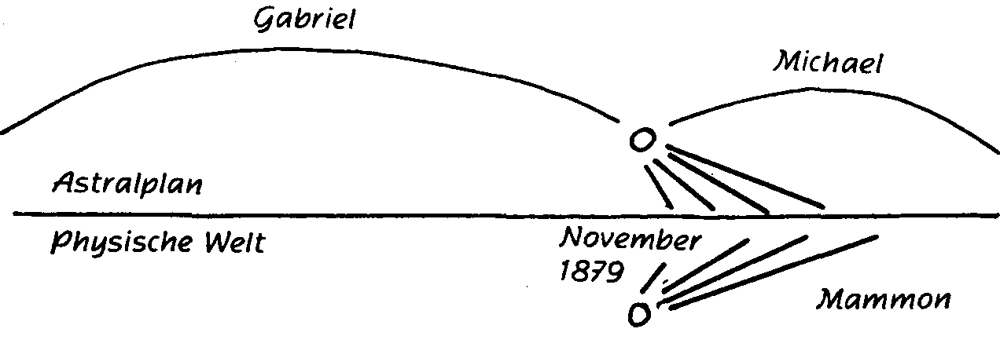 Gabriel
Michael
Astralplan
Physische Welt
November
1879
Mammon